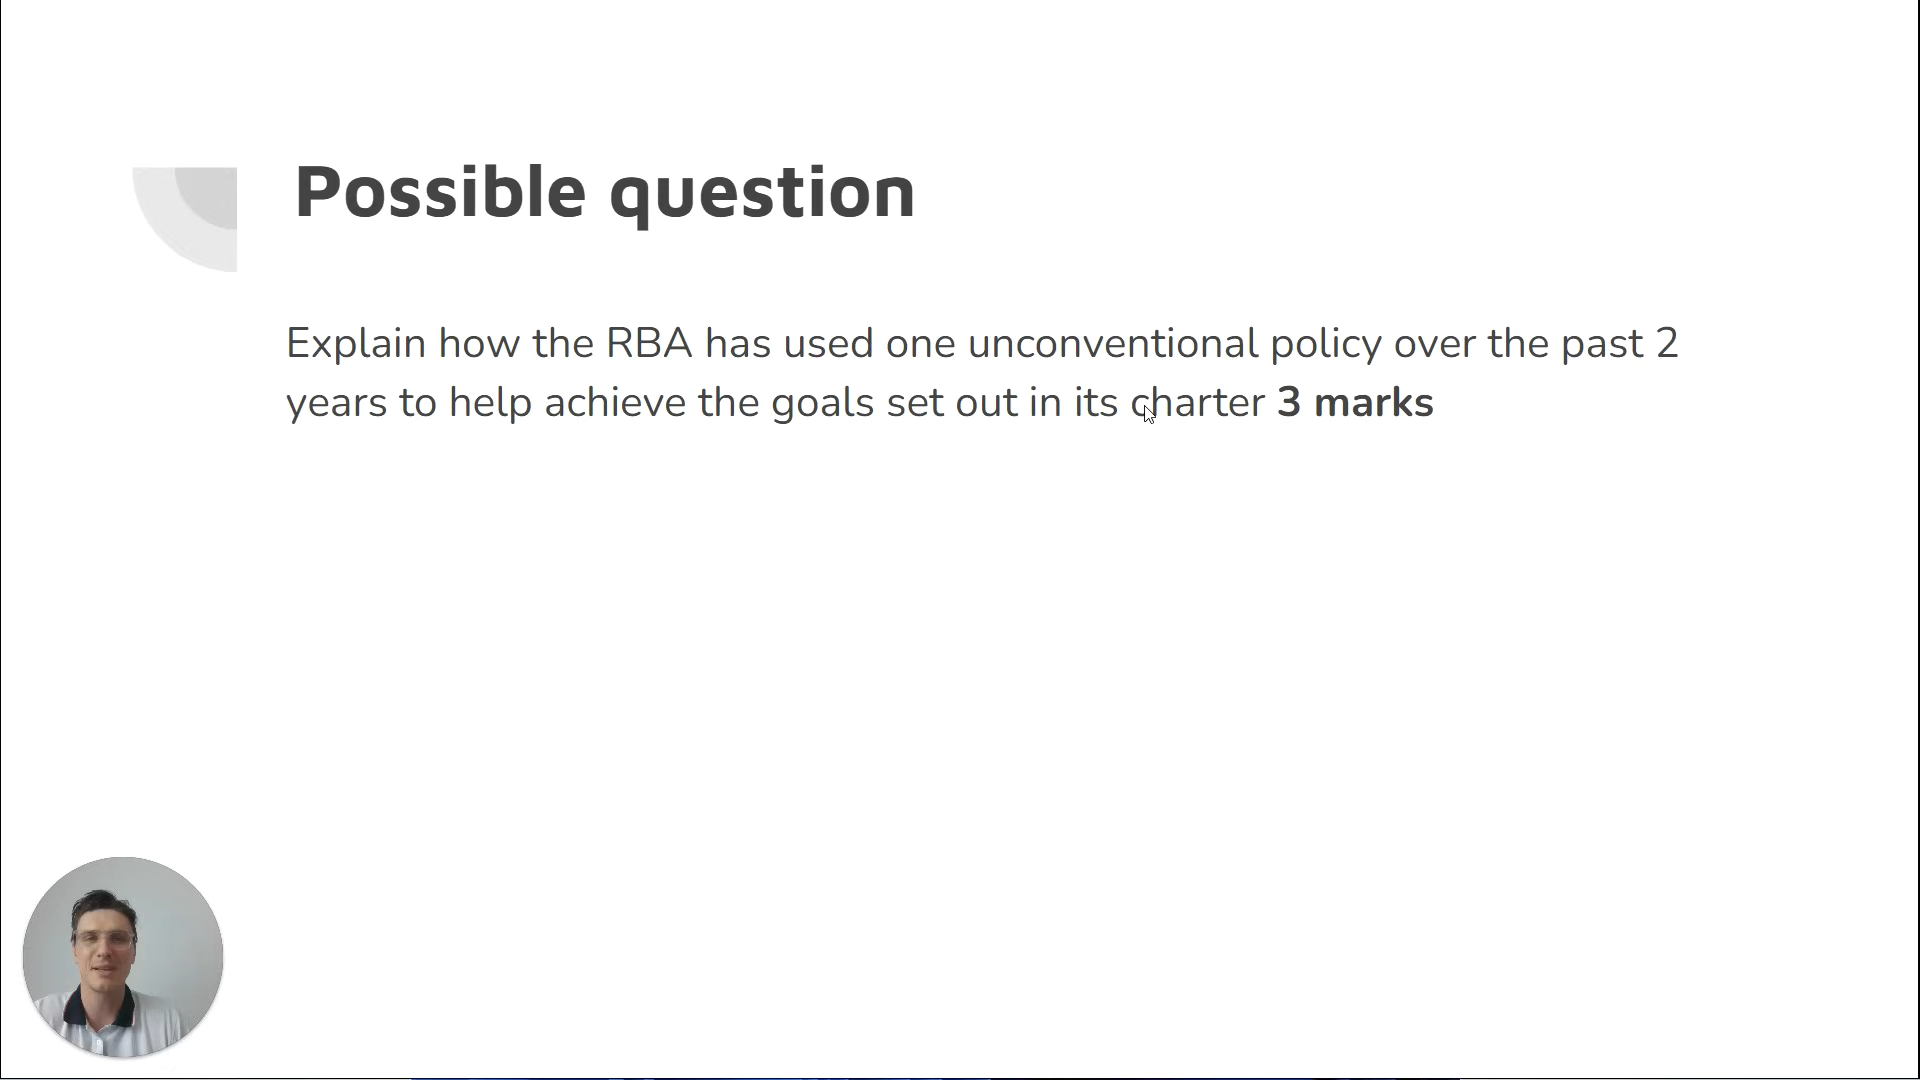 Possible question
Explain how the RBA has used one unconventional policy over the past 2
years to help achieve the goals set out in its charter 3 marks